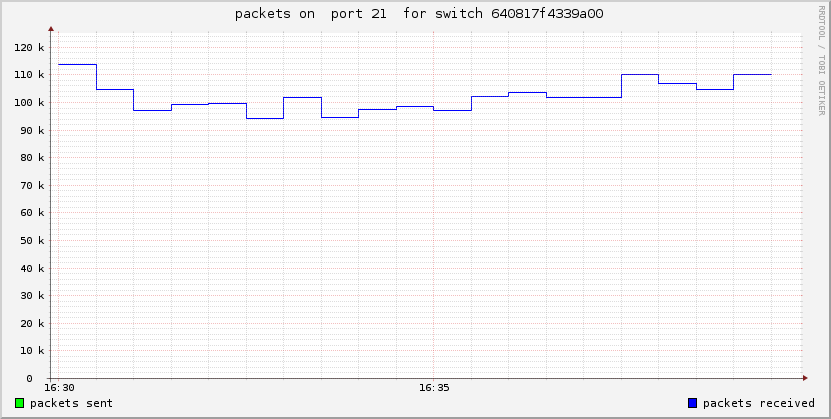 packets on  port 21  for switch 640817f4339a00
RRDTOOL / TOBI OETIKER
120 k
110 k
100 k
90 k
80 k
70 k
60 k
50 k
40 k
30 k
20 k
10 k
0
16:30 16:35
packets sent packets received